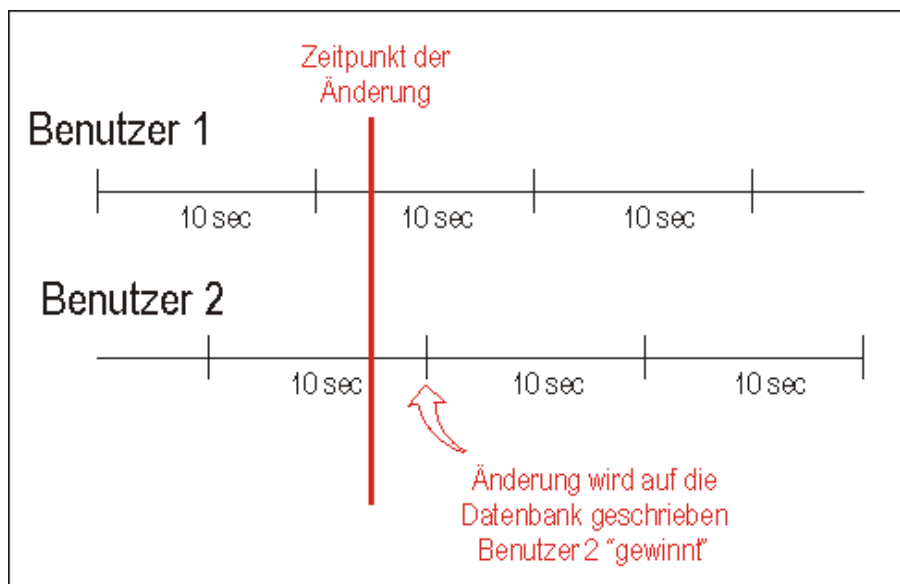 Zeitpunkt der
Änderung
Benutzer 1
10 sec
10 sec
10 sec
Benutzer 2
10 sec
10 sec
10 sec
Änderung wird auf die
Datenbank geschrieben
Benutzer 2 "gewinnt"